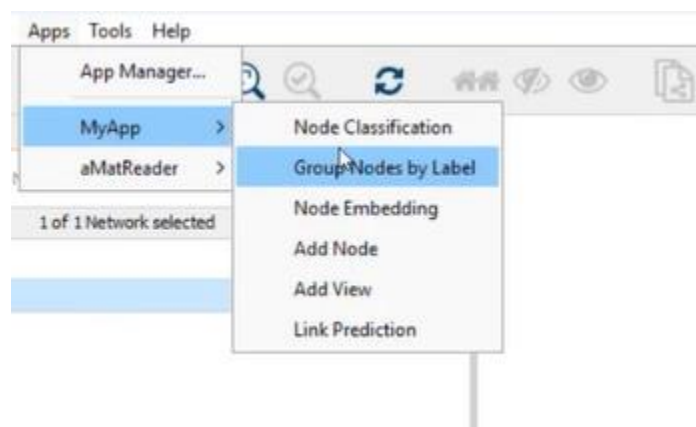 Apps Tools Help
App Manager...
MyApp
aMatReader
1 of 1 Network selected
Node Classification
Group Nodes by Label
Node Embedding
Add Node
Add View
Link Prediction